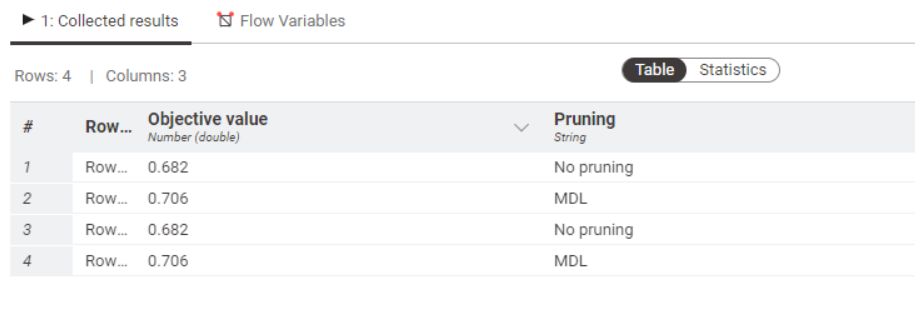 1: Collected results Flow Variables
Rows: 4 | Columns: 3 Table Statistics
# Row... Objective value Pruning
Number (double) String
1 Row... 0.682 No pruning
2 Row... 0.706 MDL
3 Row... 0.682 No pruning
4 Row... 0.706 MDL